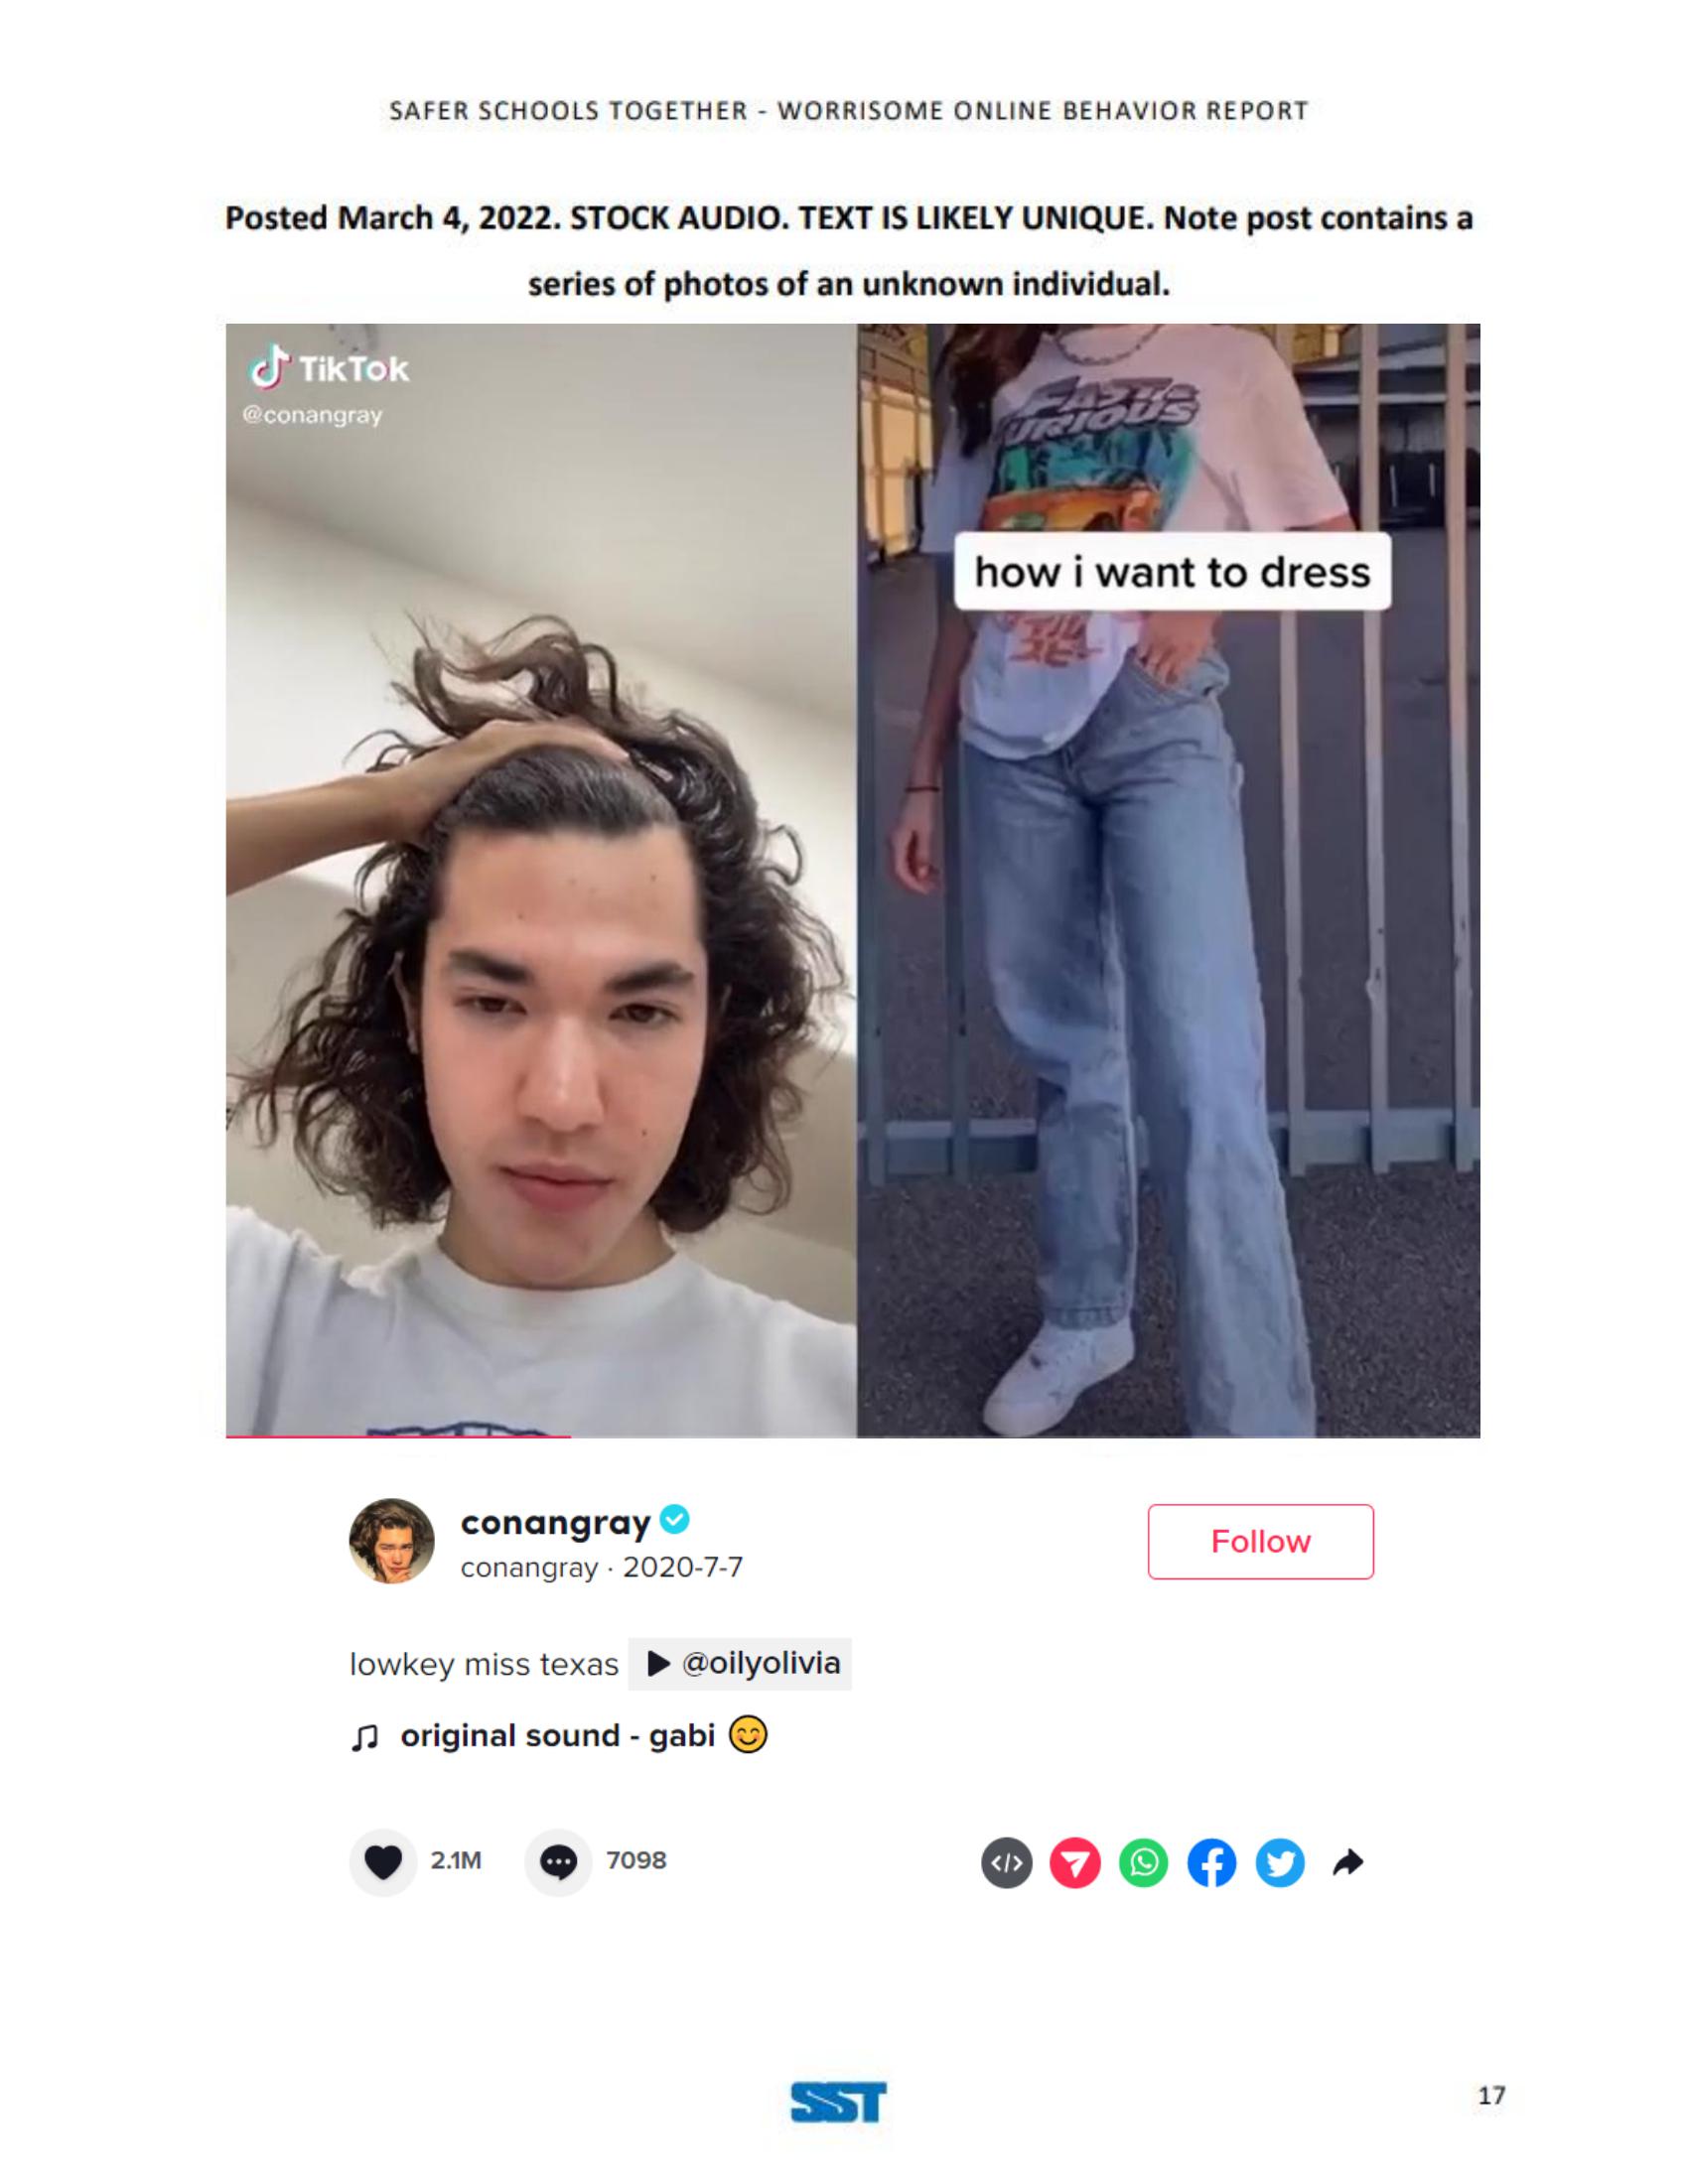 SAFER SCHOOLS TOGETHER - WORRISOME ONLINE BEHAVIOR REPORT
Posted March 4, 2022. STOCK AUDIO. TEXT IS LIKELY UNIQUE. Note post contains a
series of photos of an unknown individual.
TikTok
@conangray
FAST &
FURIOUS
how i want to dress
conangray
conangray · 2020-7-7
Follow
lowkey miss texas ▶ @oilyolivia
original sound - gabi 😊
2.1M
7098
SST
17